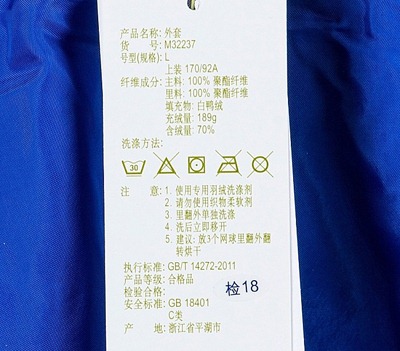 产品名称: 外套
货 号: M32237
号型(规格): L
上装 170/92A
纤维成分: 主料: 100% 聚酯纤维
里料: 100% 聚酯纤维
填充物: 白鸭绒
充绒量: 189g
含绒量: 70%
洗涤方法:
30
注 意: 1. 使用专用羽绒洗涤剂
2. 请勿使用织物柔软剂
3. 里翻外单独洗涤
4. 洗后立即移开
5. 建议: 放3个网球里翻外翻
转烘干
执行标准: GB/T 14272-2011
产品等级: 合格品
检验合格: 检18
安全标准: GB 18401
C类
产 地: 浙江省平湖市